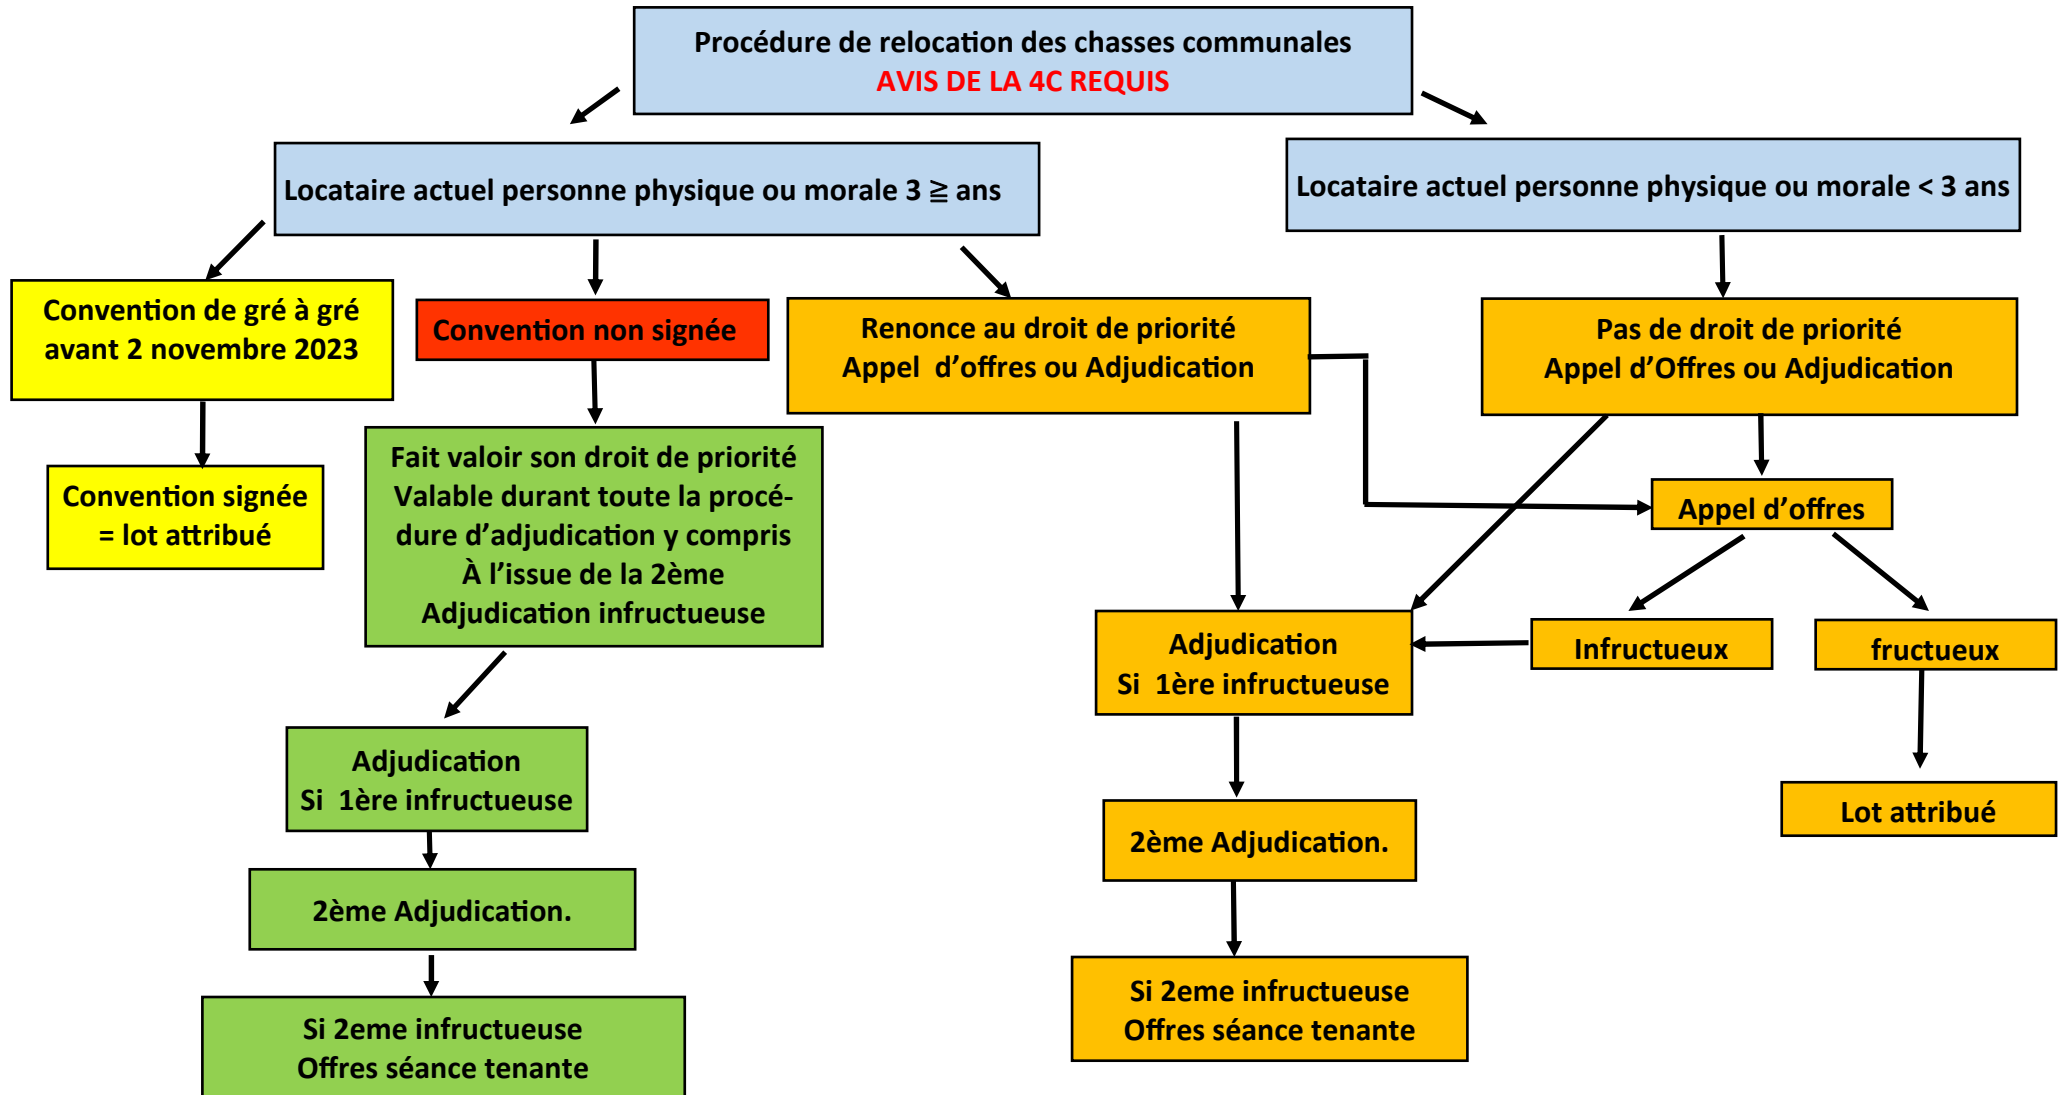 Procédure de relocation des chasses communales
AVIS DE LA 4C REQUIS
Locataire actuel personne physique ou morale 3 ≧ ans
Locataire actuel personne physique ou morale < 3 ans
Convention de gré à gré
avant 2 novembre 2023
Convention non signée
Renonce au droit de priorité
Appel d’offres ou Adjudication
Pas de droit de priorité
Appel d’Offres ou Adjudication
Convention signée
= lot attribué
Fait valoir son droit de priorité
Valable durant toute la procé-
dure d’adjudication y compris
À l’issue de la 2ème
Adjudication infructueuse
Appel d’offres
Adjudication
Si 1ère infructueuse
Infructueux
fructueux
Adjudication
Si 1ère infructueuse
2ème Adjudication.
Lot attribué
2ème Adjudication.
Si 2eme infructueuse
Offres séance tenante
Si 2eme infructueuse
Offres séance tenante